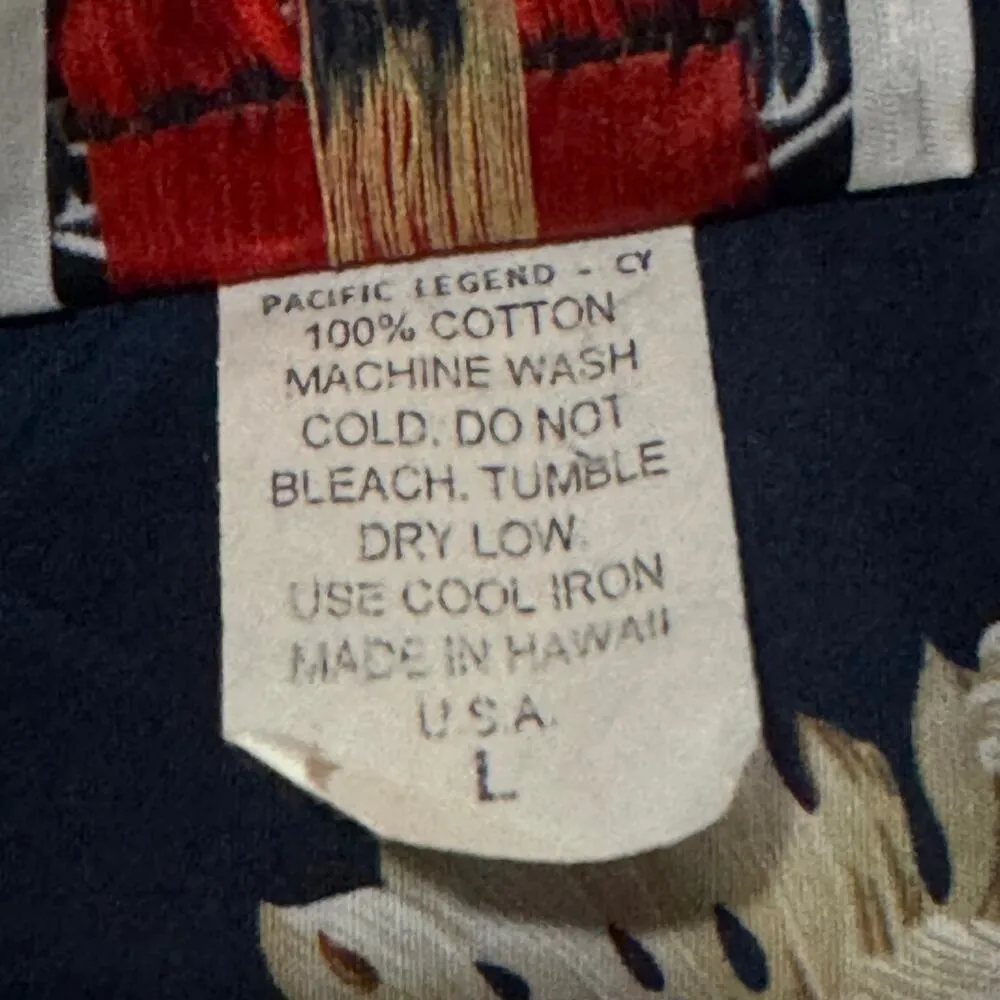 PACIFIC LEGEND - CY
100% COTTON
MACHINE WASH
COLD. DO NOT
BLEACH. TUMBLE
DRY LOW.
USE COOL IRON
MADE IN HAWAII
U.S.A.
L